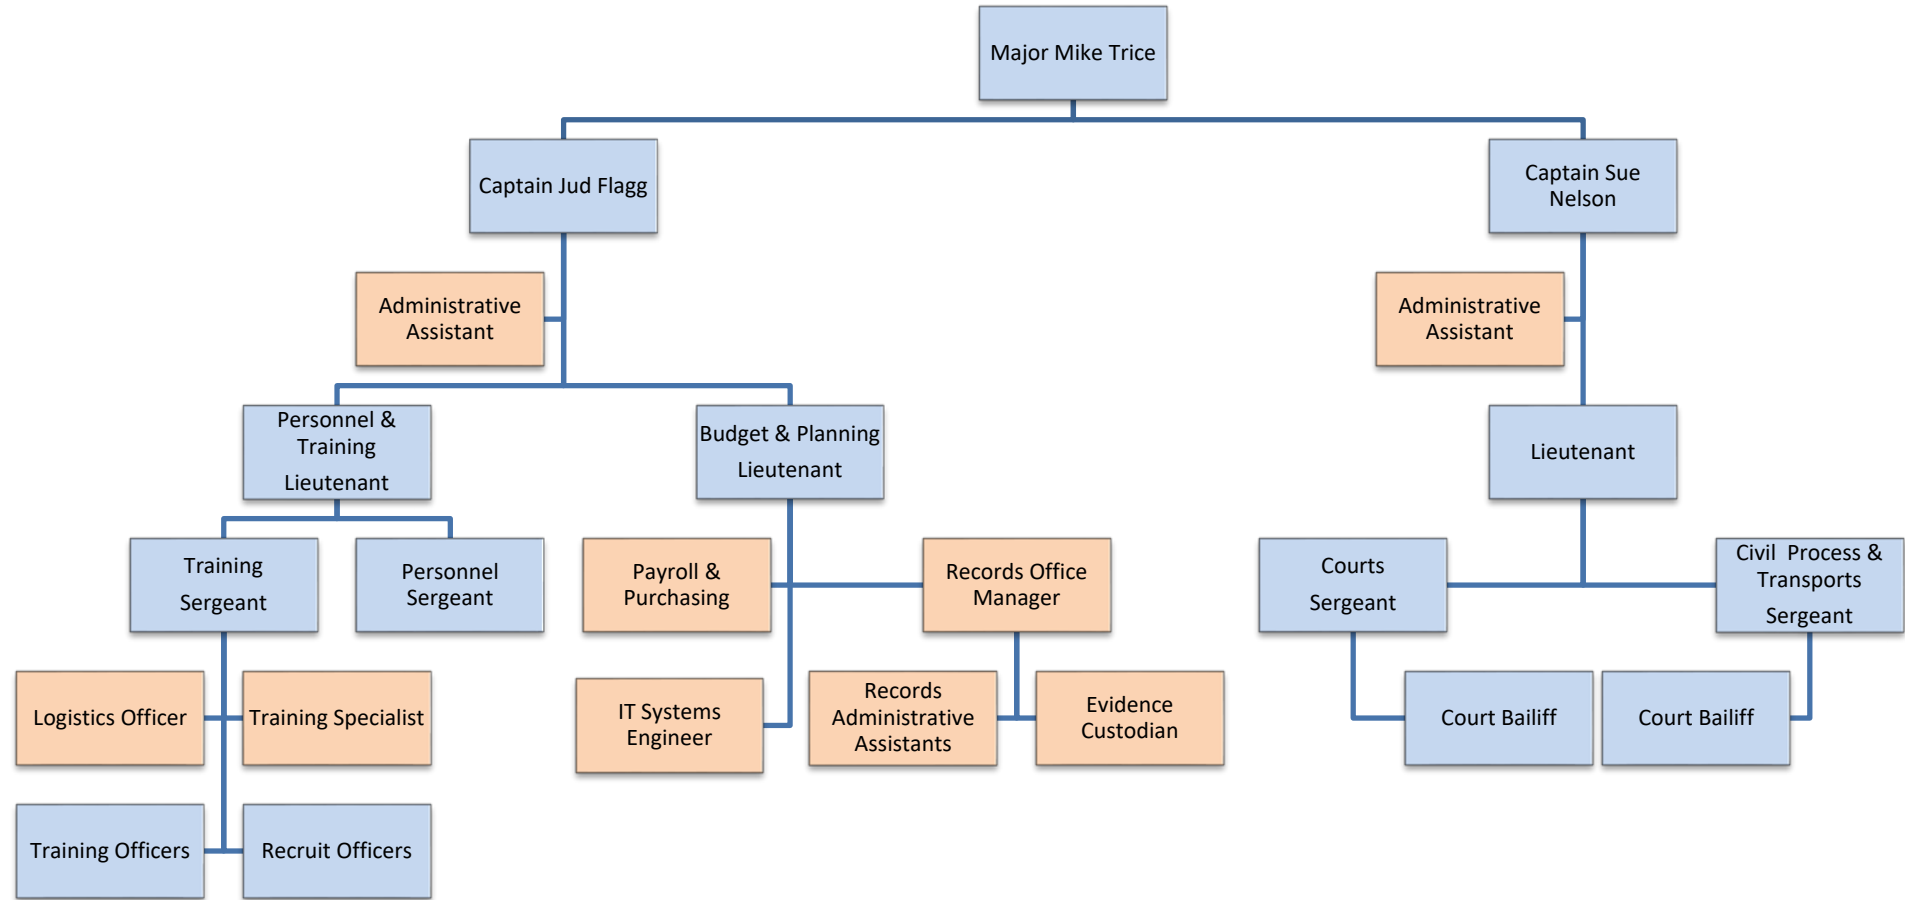 Major Mike Trice
Captain Jud Flagg
Captain Sue
Nelson
Administrative
Assistant
Administrative
Assistant
Personnel &
Training
Lieutenant
Budget & Planning
Lieutenant
Lieutenant
Training
Sergeant
Personnel
Sergeant
Payroll &
Purchasing
Records Office
Manager
Courts
Sergeant
Civil Process &
Transports
Sergeant
Logistics Officer
Training Specialist
IT Systems
Engineer
Records
Administrative
Assistants
Evidence
Custodian
Court Bailiff
Court Bailiff
Training Officers
Recruit Officers